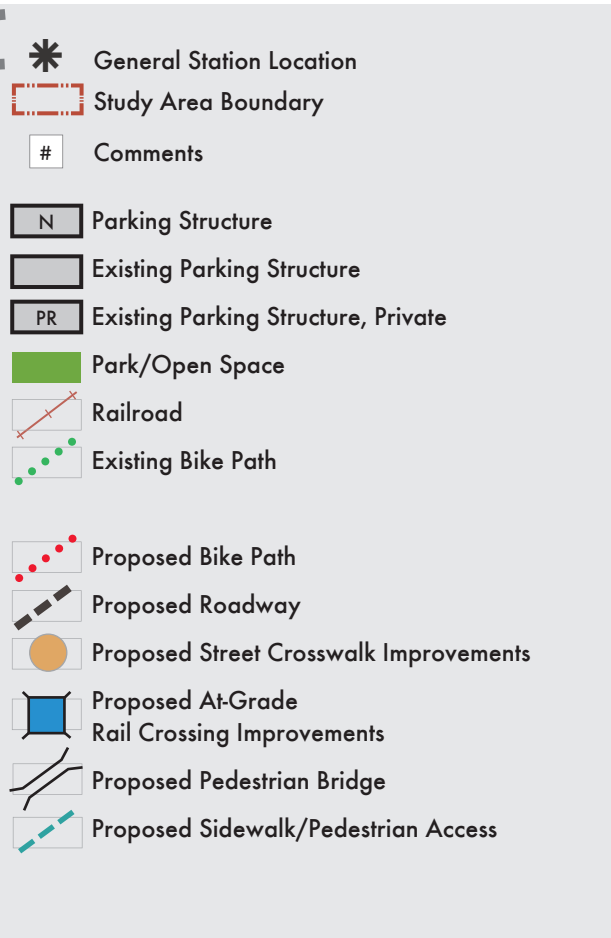 General Station Location
Study Area Boundary
# Comments
N Parking Structure
Existing Parking Structure
PR Existing Parking Structure, Private
Park/Open Space
Railroad
Existing Bike Path
Proposed Bike Path
Proposed Roadway
Proposed Street Crosswalk Improvements
Proposed At-Grade
Rail Crossing Improvements
Proposed Pedestrian Bridge
Proposed Sidewalk/Pedestrian Access